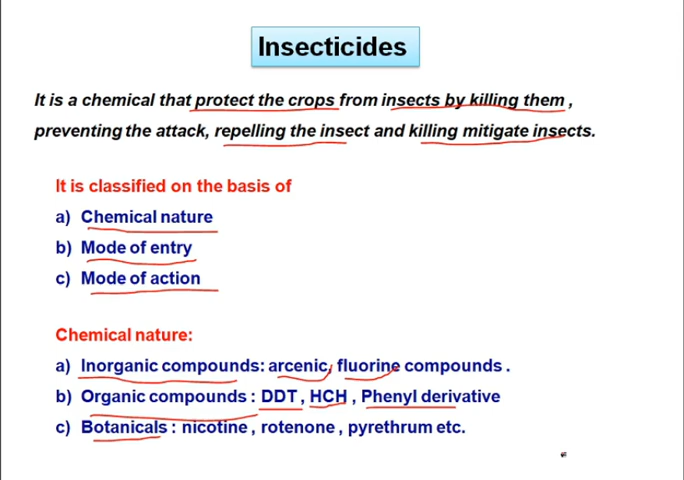 Insecticides
It is a chemical that protect the crops from insects by killing them ,
preventing the attack, repelling the insect and killing mitigate insects.
It is classified on the basis of
a) Chemical nature
b) Mode of entry
c) Mode of action
Chemical nature:
a) Inorganic compounds: arcenic, fluorine compounds .
b) Organic compounds : DDT , HCH , Phenyl derivative
c) Botanicals : nicotine , rotenone , pyrethrum etc.